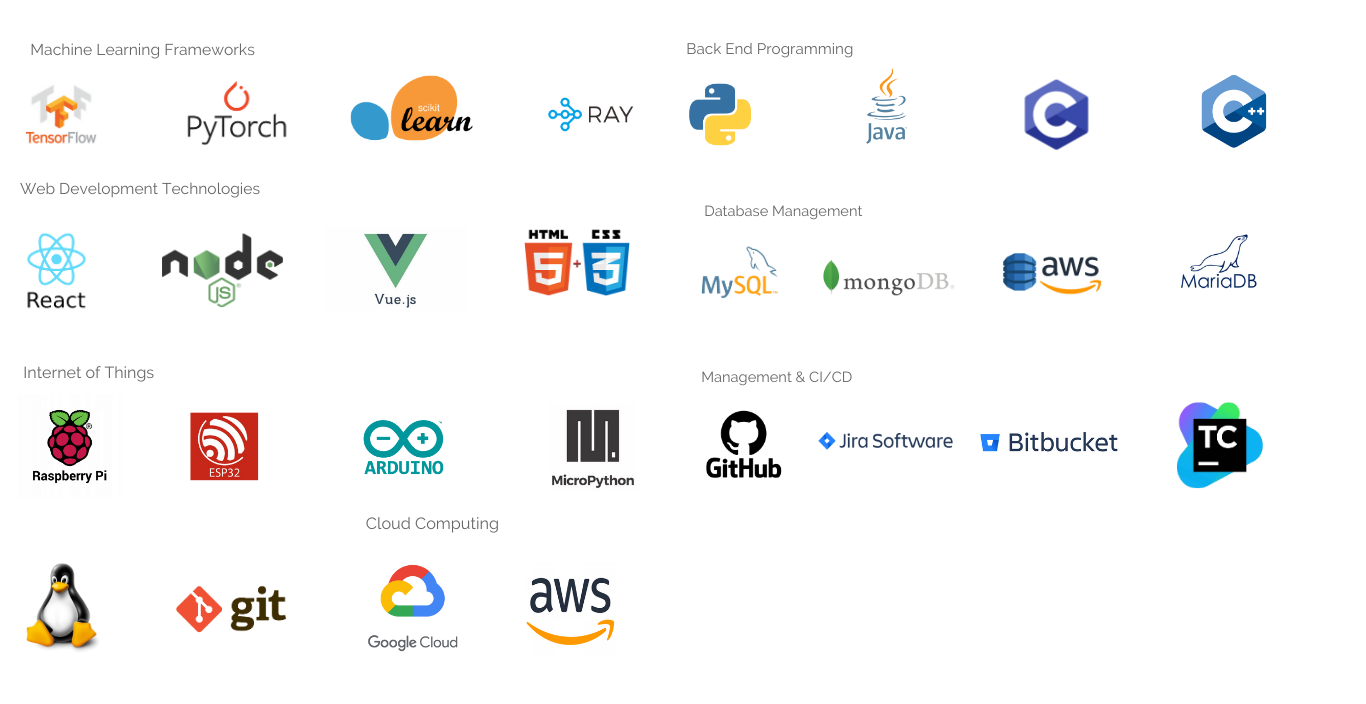 Machine Learning Frameworks
TensorFlow
PyTorch
scikit
learn
RAY
Back End Programming
Java
C
C++
Web Development Technologies
React
node
JS
Vue.js
HTML
5
+
CSS
3
Database Management
MySQL
mongoDB
aws
MariaDB
Internet of Things
Raspberry Pi
ESP32
ARDUINO
MicroPython
Management & CI/CD
GitHub
Jira Software
Bitbucket
TC
Cloud Computing
git
Google Cloud
aws